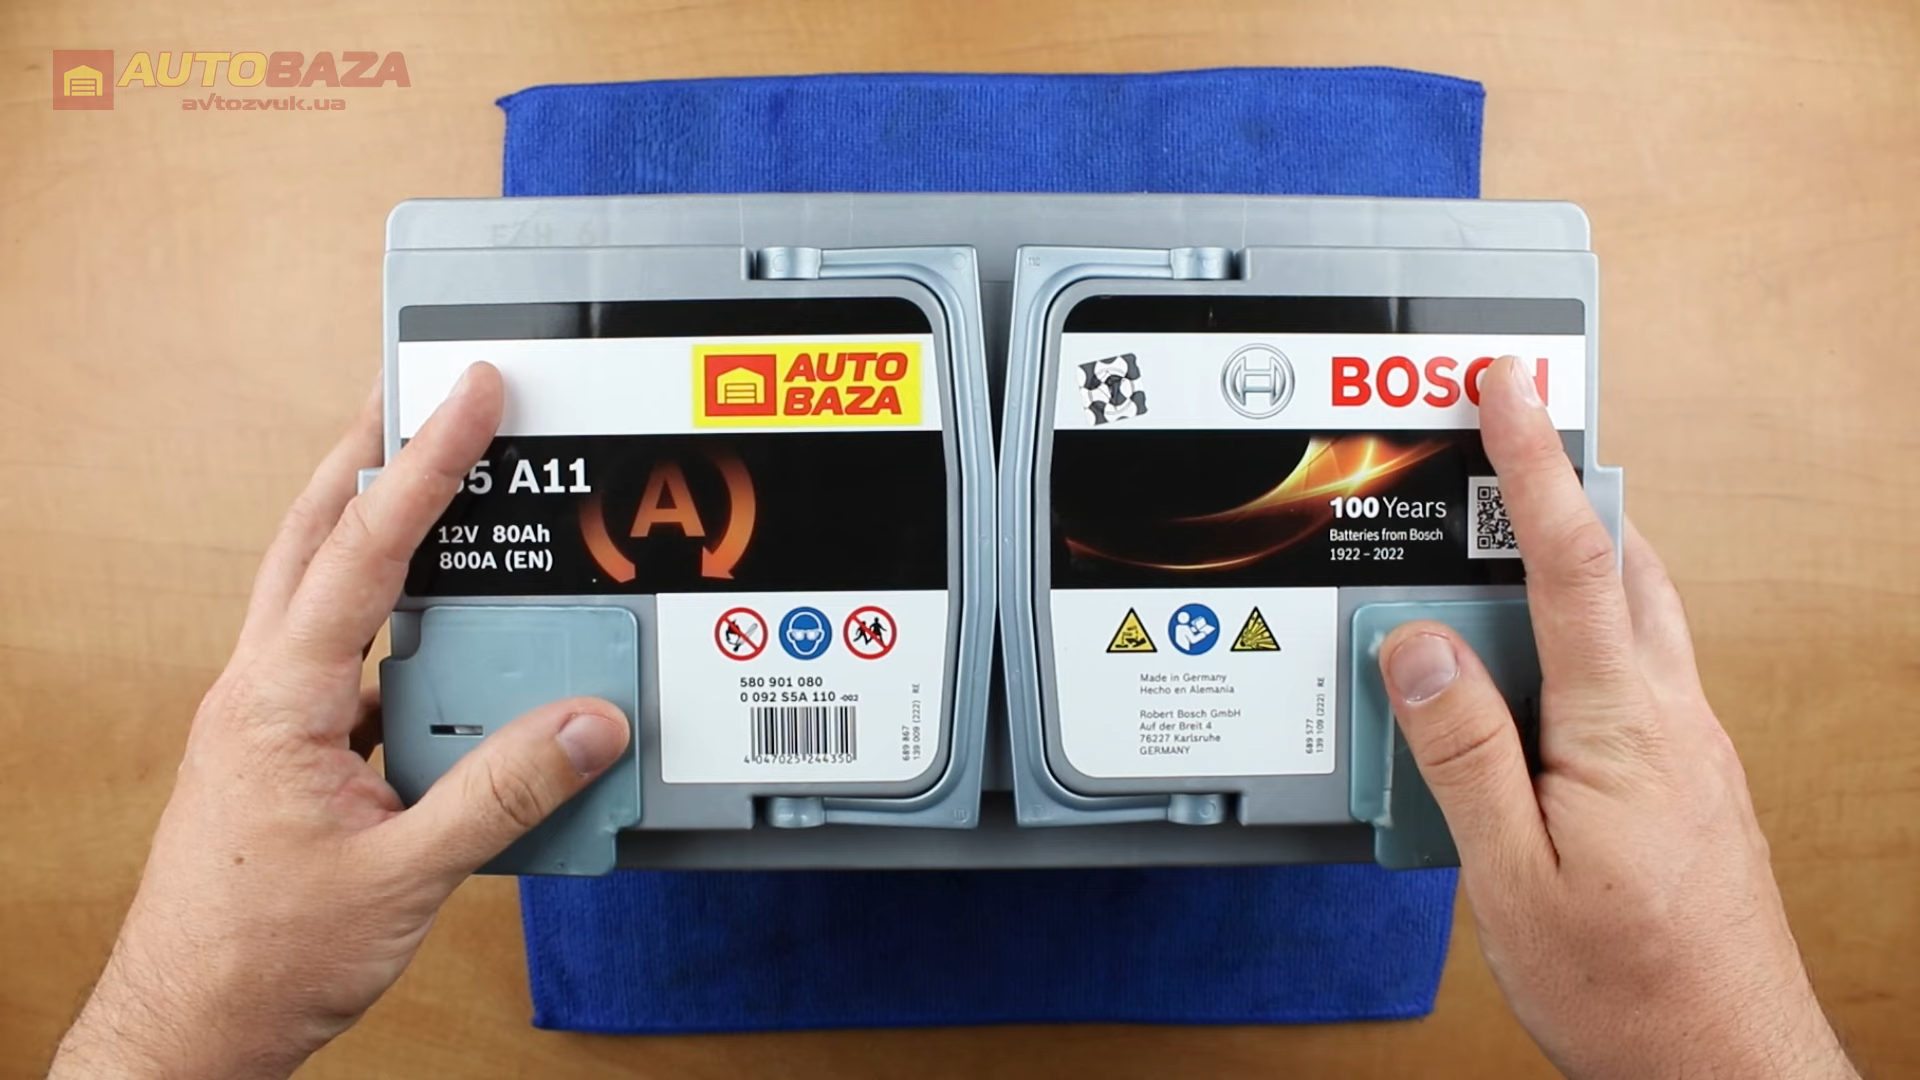 AUTOBAZA
avtozvuk.ua
AUTO
BAZA
BOSCH
A11
12V 80Ah
800A (EN)
A
100 Years
Batteries from Bosch
1922 – 2022
580 901 080
0 092 S5A 110 -002
4 047025 244350
689 867
139 009 (222) RE
Made in Germany
Hecho en Alemania
Robert Bosch GmbH
Auf der Breit 4
76227 Karlsruhe
GERMANY
689 577
139 109 (222) RE